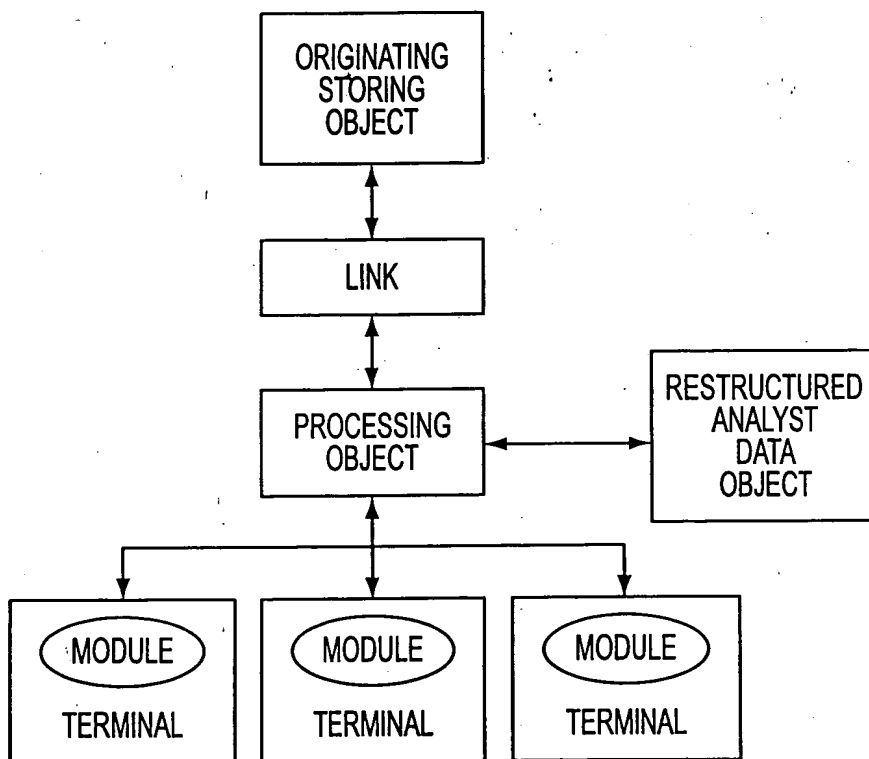 ORIGINATING
STORING
OBJECT
LINK
PROCESSING
OBJECT
RESTRUCTURED
ANALYST
DATA
OBJECT
MODULE
TERMINAL
MODULE
TERMINAL
MODULE
TERMINAL